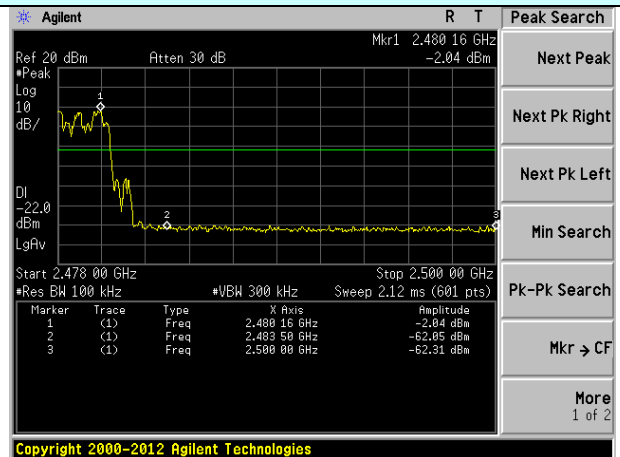 Agilent R T Peak Search
Mkr1 2.480 16 GHz
Ref 20 dBm Atten 30 dB -2.04 dBm
#Peak
Log
10
dB/
1
DI
-22.0
dBm
LgAv
2
3
Start 2.478 00 GHz Stop 2.500 00 GHz
#Res BW 100 kHz #VBW 300 kHz Sweep 2.12 ms (601 pts)
Marker Trace Type X Axis Amplitude
1 (1) Freq 2.480 16 GHz -2.04 dBm
2 (1) Freq 2.483 50 GHz -62.05 dBm
3 (1) Freq 2.500 00 GHz -62.31 dBm
Next Peak
Next Pk Right
Next Pk Left
Min Search
Pk-Pk Search
Mkr → CF
More
1 of 2
Copyright 2000-2012 Agilent Technologies